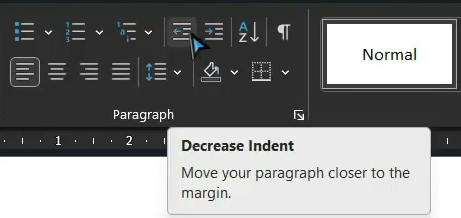 Normal
Paragraph
1 2
Decrease Indent
Move your paragraph closer to the
margin.